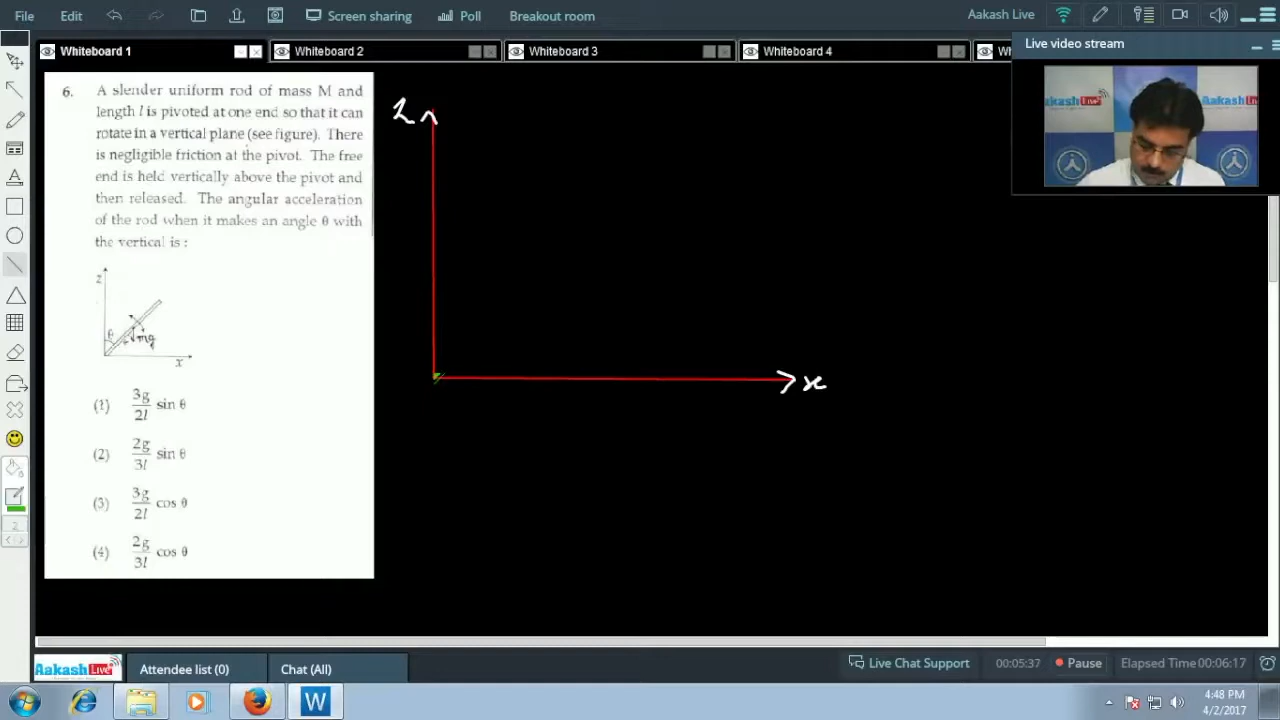 File Edit Screen sharing Poll Breakout room Aakash Live
Whiteboard 1 Whiteboard 2 Whiteboard 3 Whiteboard 4 Wh
Live video stream
6. A slender uniform rod of mass M and
length l is pivoted at one end so that it can
rotate in a vertical plane (see figure). There
is negligible friction at the pivot. The free
end is held vertically above the pivot and
then released. The angular acceleration
of the rod when it makes an angle θ with
the vertical is :
z
θ
mg
x
(1) 3g/2l sin θ
(2) 2g/3l sin θ
(3) 3g/2l cos θ
(4) 2g/3l cos θ
x
AakashLive
Aakash Live Attendee list (0) Chat (All) Live Chat Support 00:05:37 Pause Elapsed Time 00:06:17
2
4:48 PM
4/2/2017